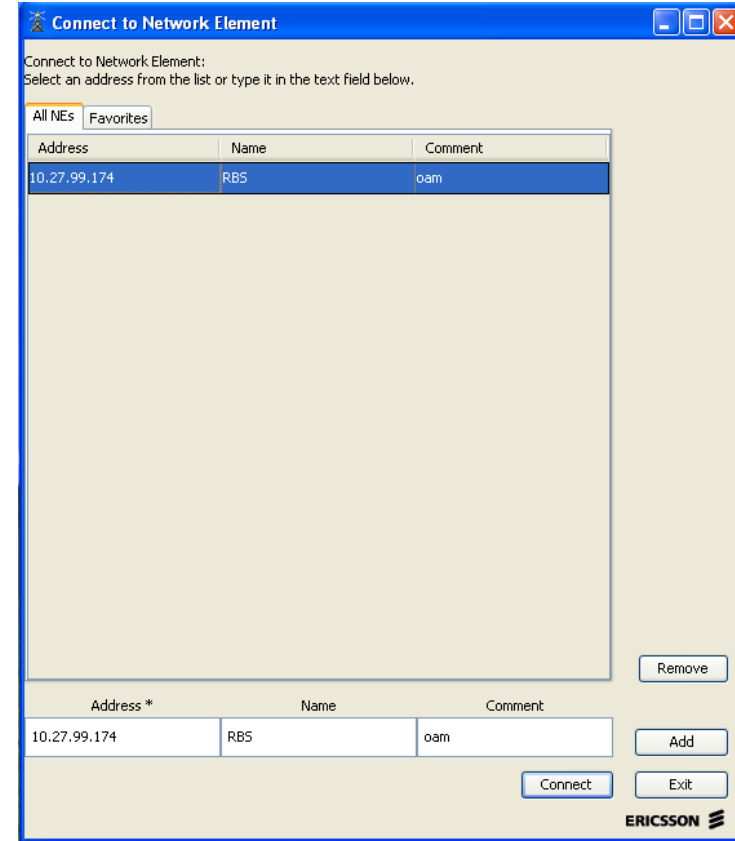 Connect to Network Element
Connect to Network Element:
Select an address from the list or type it in the text field below.
All NEs Favorites
Address Name Comment
10.27.99.174 RBS oam
Remove
Address * Name Comment
10.27.99.174 RBS oam
Add
Connect Exit
ERICSSON